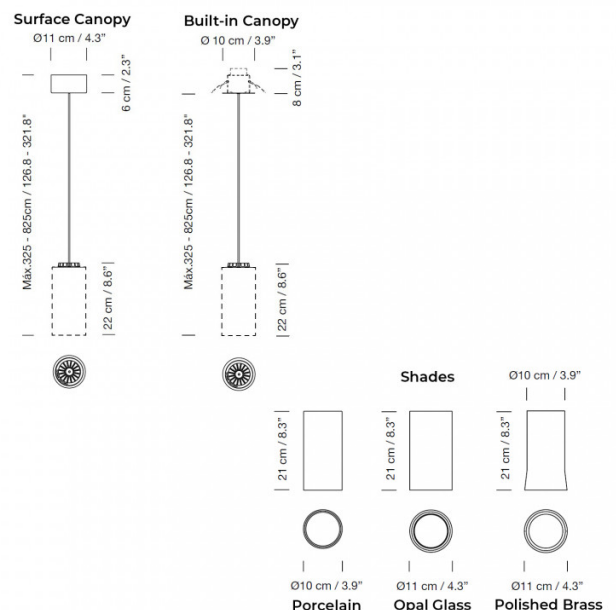 Surface Canopy
Ø11 cm / 4.3"
6 cm / 2.3"
Máx.325 - 825cm / 126.8 - 321.8"
22 cm / 8.6"
Built-in Canopy
Ø 10 cm / 3.9"
8 cm / 3.1"
Máx.325 - 825cm / 126.8 - 321.8"
22 cm / 8.6"
Shades
Ø10 cm / 3.9"
21 cm / 8.3"
21 cm / 8.3"
21 cm / 8.3"
Ø10 cm / 3.9"
Ø11 cm / 4.3"
Ø11 cm / 4.3"
Porcelain
Opal Glass
Polished Brass